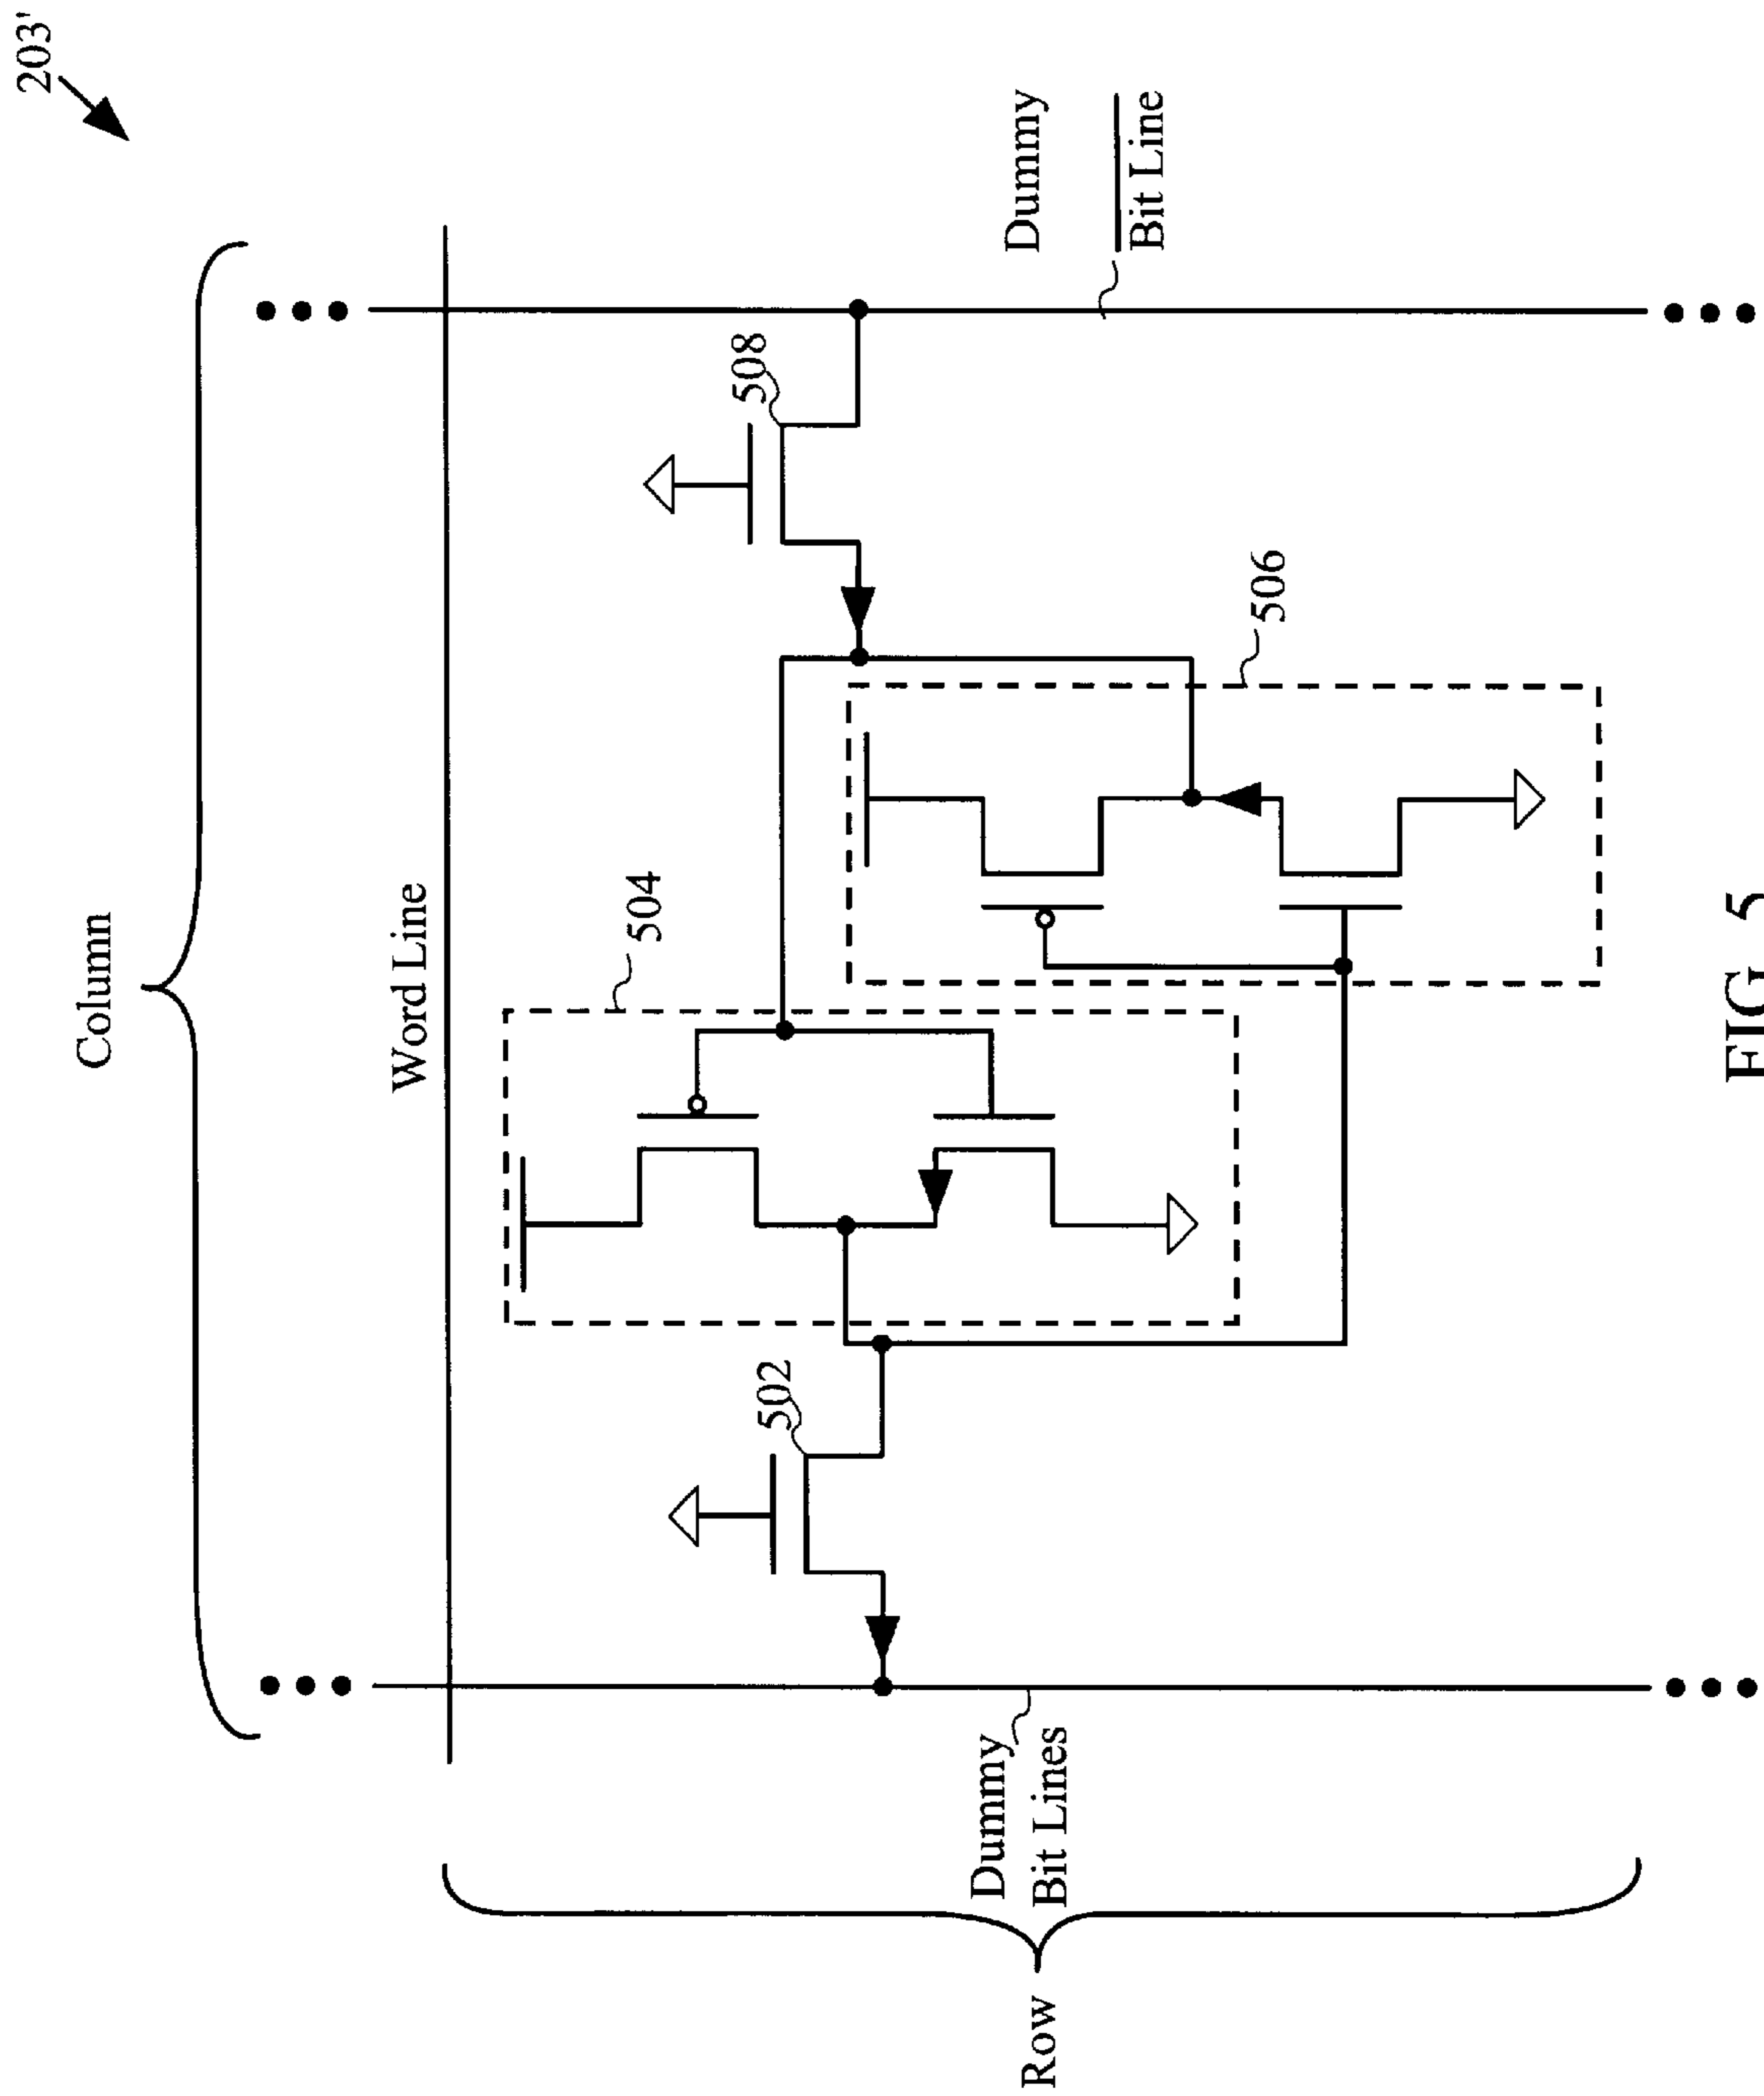 203'
Column
Word Line
508
Dummy
Bit Line
504
506
502
Dummy
Bit Lines
Row
FIG. 5